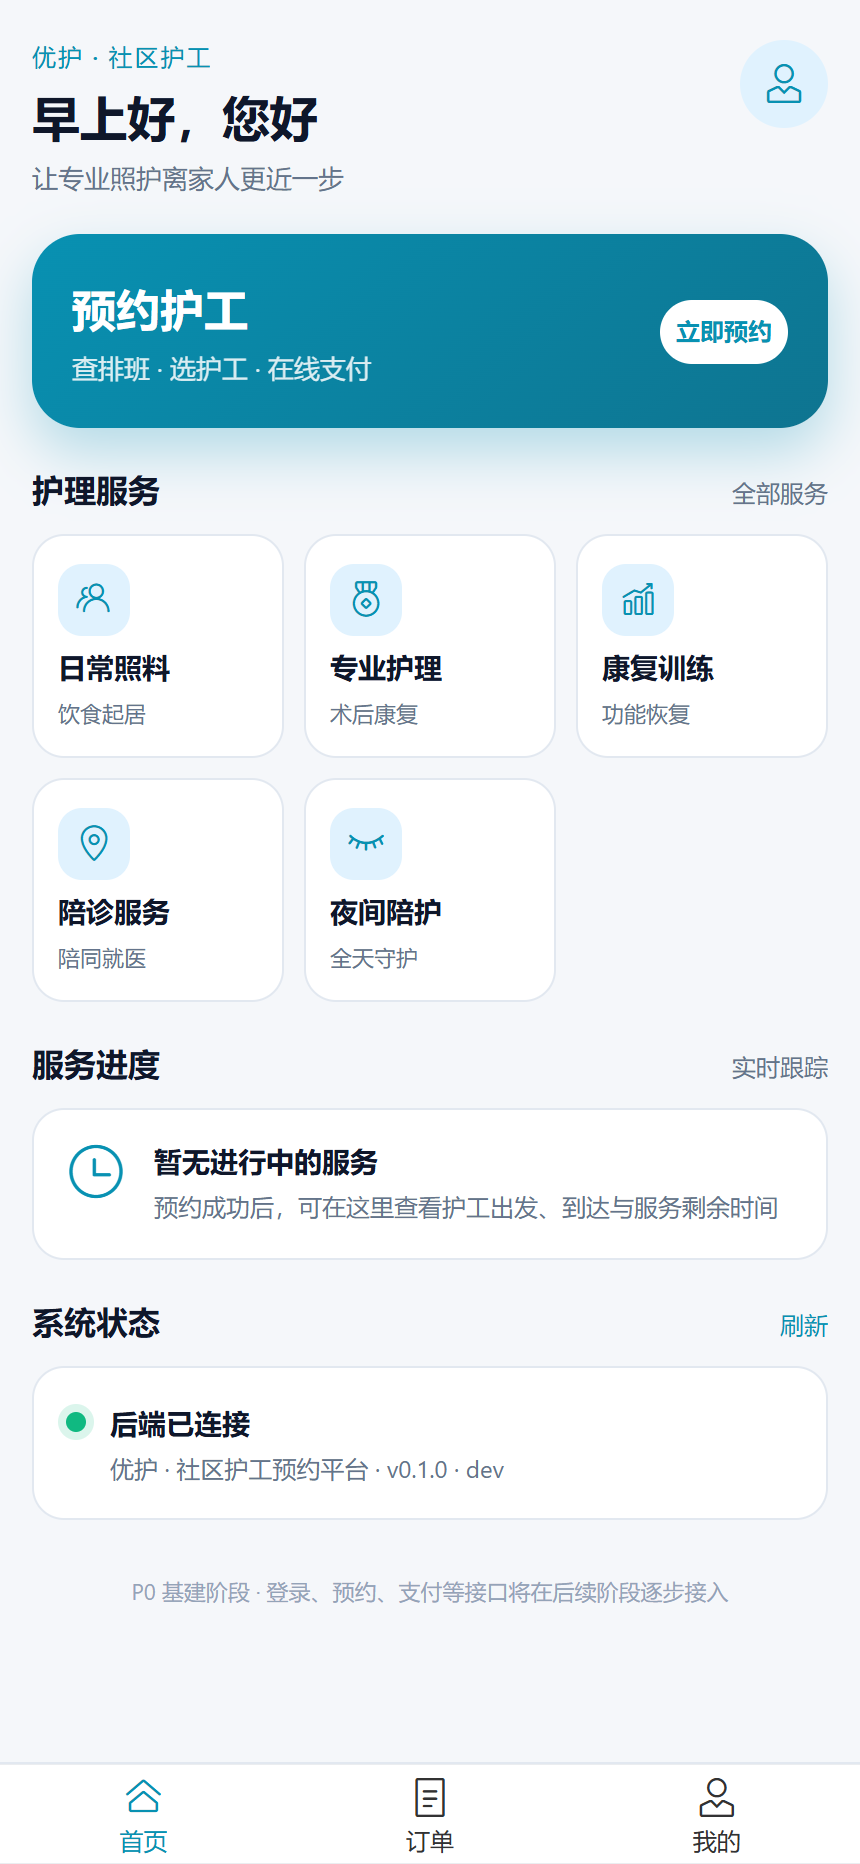 优护 · 社区护工
早上好，您好
让专业照护离家人更近一步
预约护工
查排班 · 选护工 · 在线支付
立即预约
护理服务
全部服务
日常照料
饮食起居
专业护理
术后康复
康复训练
功能恢复
陪诊服务
陪同就医
夜间陪护
全天守护
服务进度
实时跟踪
暂无进行中的服务
预约成功后，可在这里查看护工出发、到达与服务剩余时间
系统状态
刷新
后端已连接
优护 · 社区护工预约平台 · v0.1.0 · dev
P0 基建阶段 · 登录、预约、支付等接口将在后续阶段逐步接入
首页
订单
我的